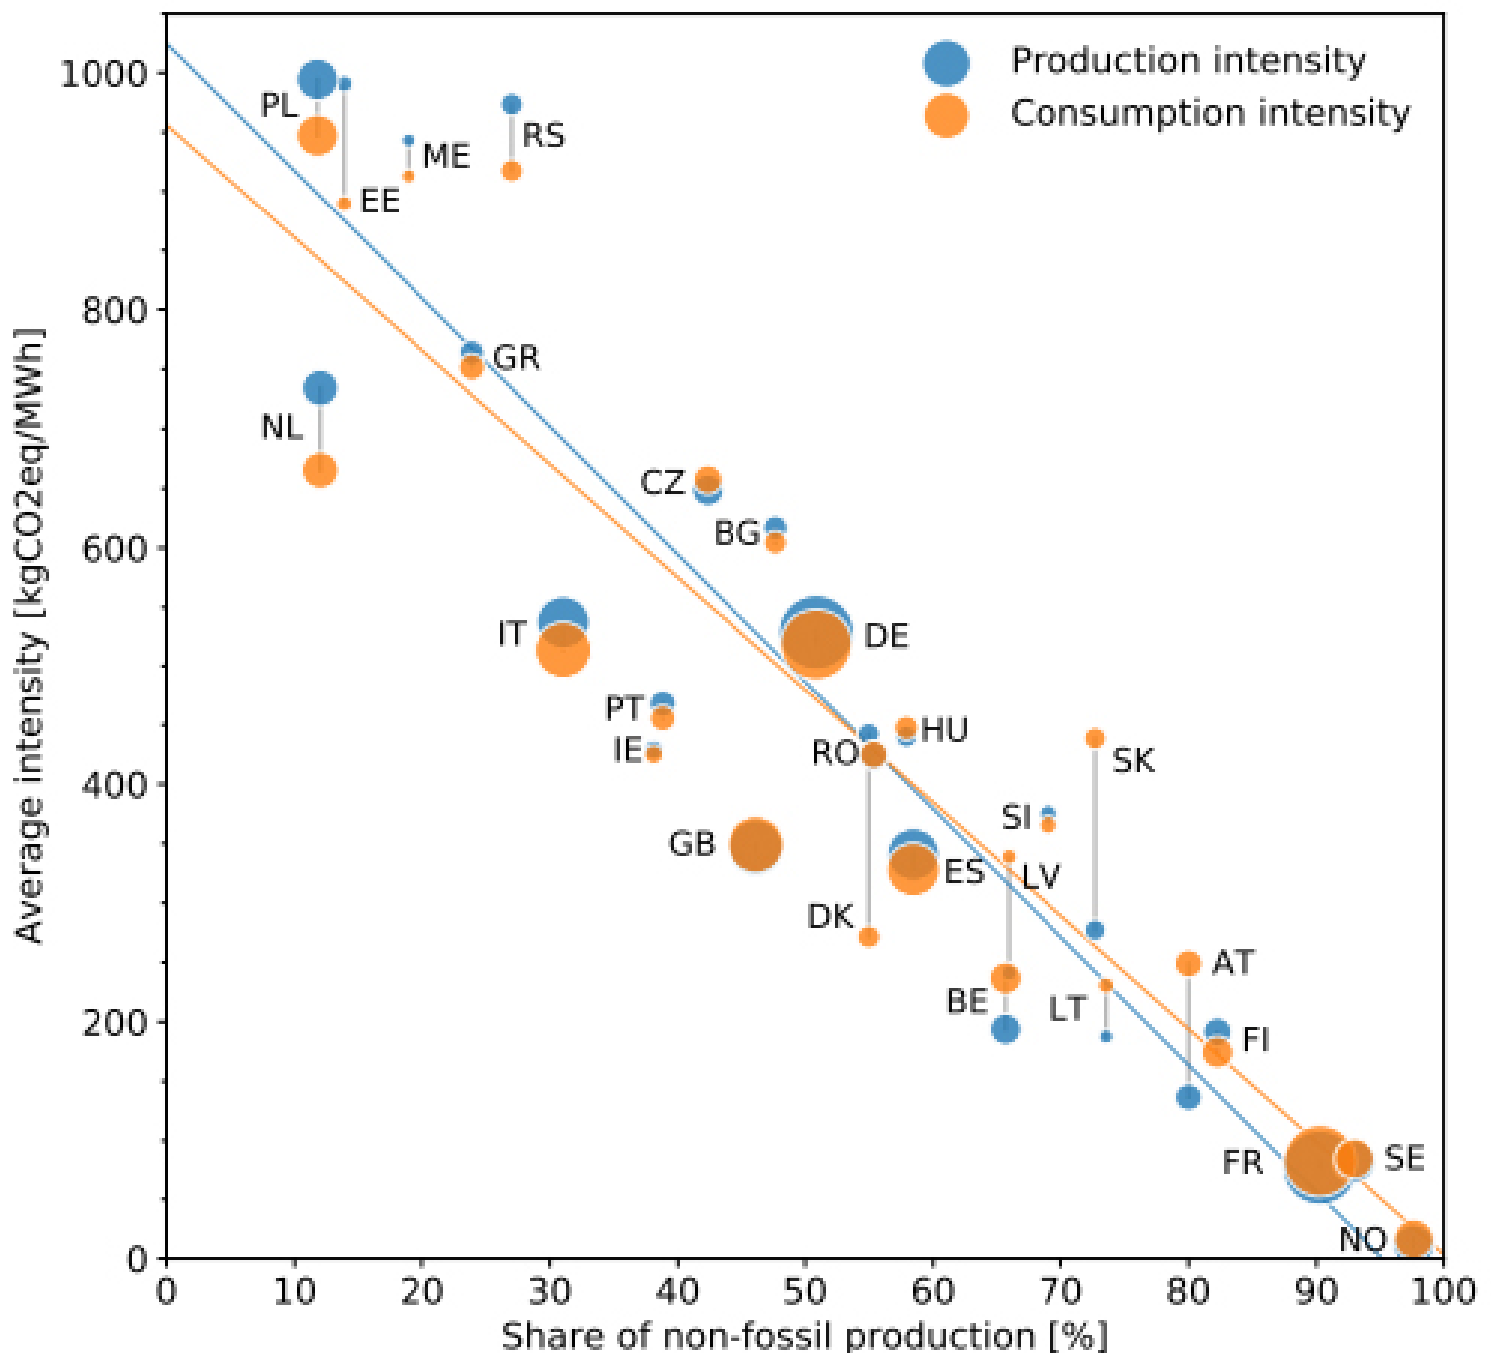 Production intensity
Consumption intensity
Average intensity [kgCO2eq/MWh]
1000
800
600
400
200
0
PL
EE
ME
RS
GR
NL
CZ
BG
IT
DE
PT
IE
RO
HU
SK
SI
GB
ES
LV
DK
AT
BE
LT
FI
FR
SE
NO
0 10 20 30 40 50 60 70 80 90 100
Share of non-fossil production [%]